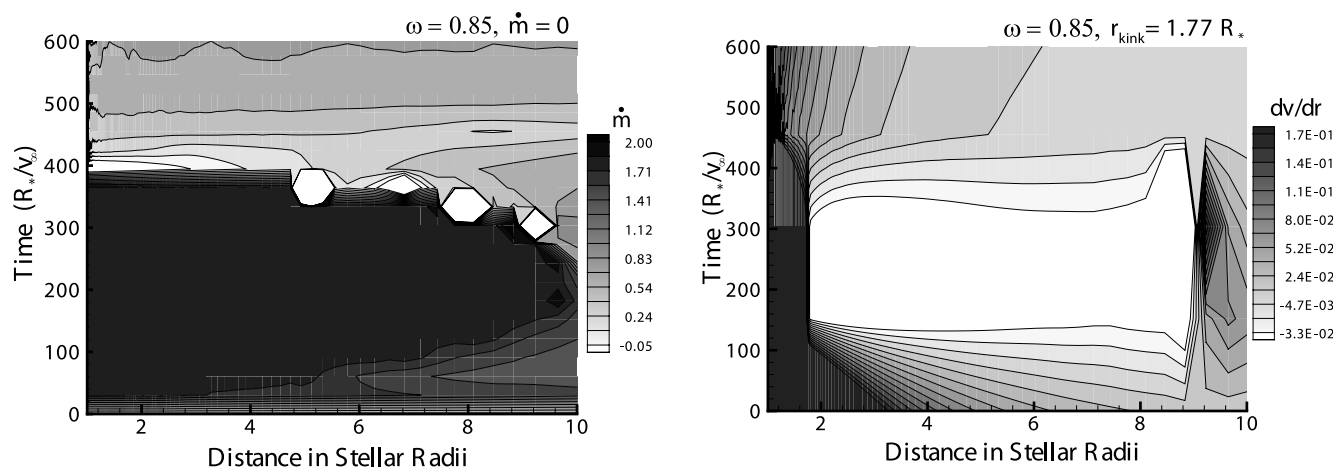 ω = 0.85, ṁ = 0
600
500
400
300
200
100
0
Time (R*/v∞)
2
4
6
8
10
Distance in Stellar Radii
ṁ
2.00
1.71
1.41
1.12
0.83
0.54
0.24
-0.05
ω = 0.85, r_kink = 1.77 R*
600
500
400
300
200
100
0
Time (R*/v∞)
2
4
6
8
10
Distance in Stellar Radii
dv/dr
1.7E-01
1.4E-01
1.1E-01
8.0E-02
5.2E-02
2.4E-02
-4.7E-03
-3.3E-02